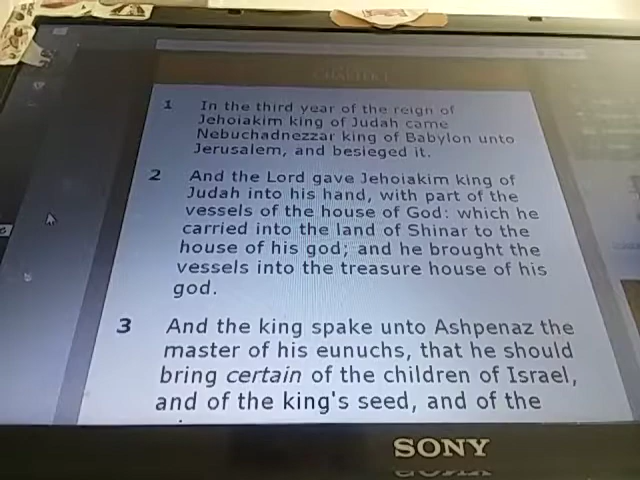 CHAPTER 1
1 In the third year of the reign of
Jehoiakim king of Judah came
Nebuchadnezzar king of Babylon unto
Jerusalem, and besieged it.
2 And the Lord gave Jehoiakim king of
Judah into his hand, with part of the
vessels of the house of God: which he
carried into the land of Shinar to the
house of his god; and he brought the
vessels into the treasure house of his
god.
3 And the king spake unto Ashpenaz the
master of his eunuchs, that he should
bring certain of the children of Israel,
and of the king's seed, and of the
SONY